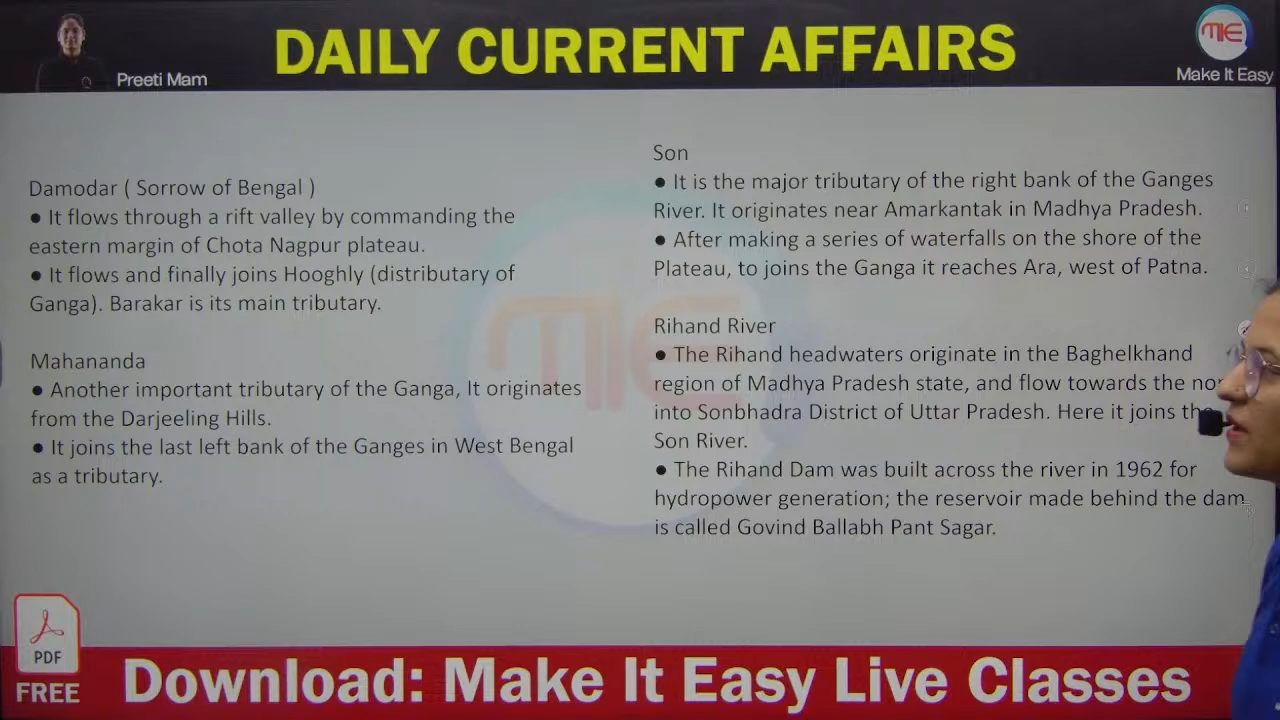 DAILY CURRENT AFFAIRS
Preeti Mam
MIE
Make It Easy
Damodar ( Sorrow of Bengal )
● It flows through a rift valley by commanding the
eastern margin of Chota Nagpur plateau.
● It flows and finally joins Hooghly (distributary of
Ganga). Barakar is its main tributary.
Mahananda
● Another important tributary of the Ganga, It originates
from the Darjeeling Hills.
● It joins the last left bank of the Ganges in West Bengal
as a tributary.
Son
● It is the major tributary of the right bank of the Ganges
River. It originates near Amarkantak in Madhya Pradesh.
● After making a series of waterfalls on the shore of the
Plateau, to joins the Ganga it reaches Ara, west of Patna.
Rihand River
● The Rihand headwaters originate in the Baghelkhand
region of Madhya Pradesh state, and flow towards the
into Sonbhadra District of Uttar Pradesh. Here it joins the
Son River.
● The Rihand Dam was built across the river in 1962 for
hydropower generation; the reservoir made behind the dam
is called Govind Ballabh Pant Sagar.
MIE
PDF
FREE
Download: Make It Easy Live Classes